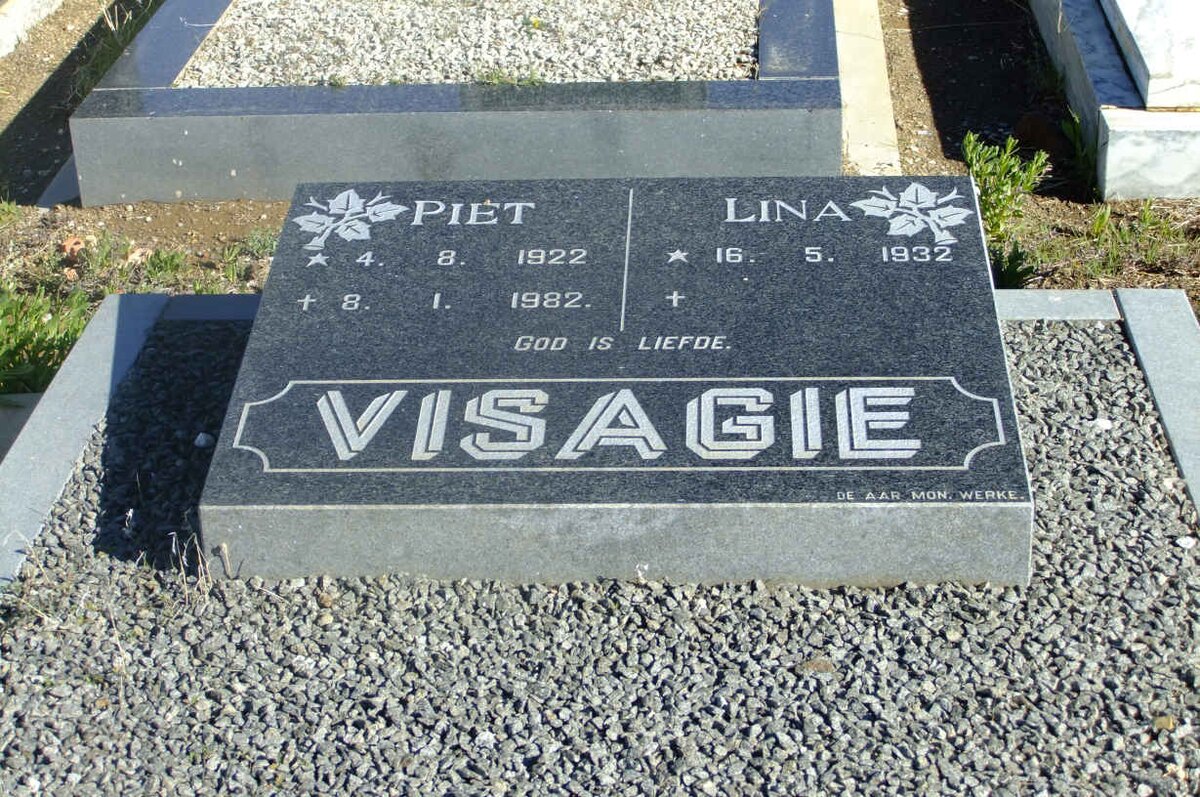 PIET LINA
* 4. 8. 1922 * 16. 5. 1932
† 8. 1. 1982. †
GOD IS LIEFDE.
VISAGIE
DE AAR MON. WERKE.